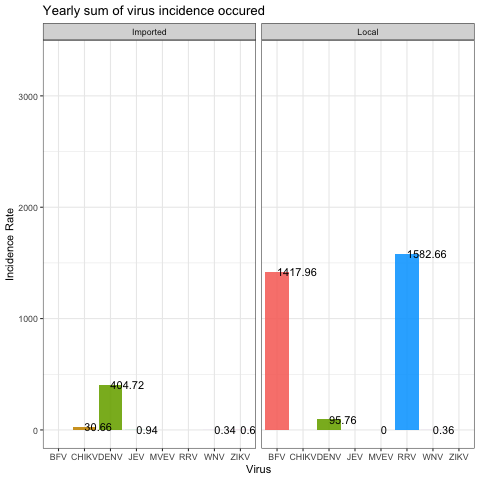 Yearly sum of virus incidence occured
Imported
Local
Incidence Rate
3000
2000
1000
0
30.66
404.72
0.94
0.34
0.6
1417.96
95.76
0
1582.66
0.36
BFV CHIKV DENV JEV MVEV RRV WNV ZIKV
BFV CHIKV DENV JEV MVEV RRV WNV ZIKV
Virus